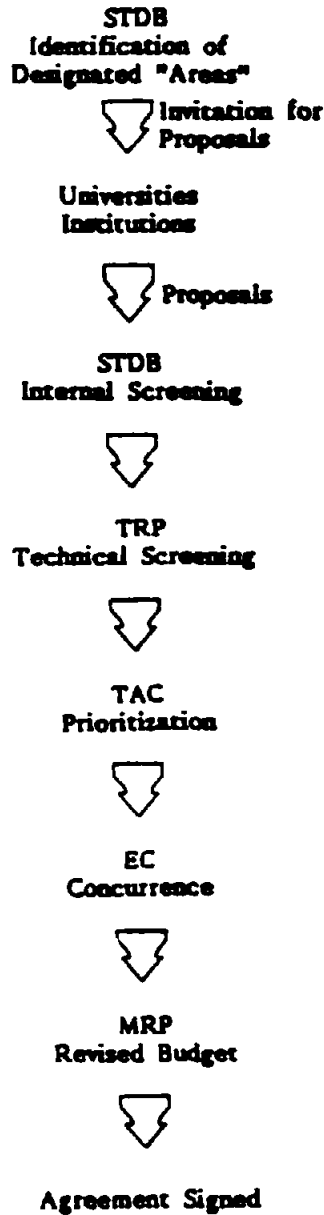 STDB
Identification of
Designated "Areas"
Invitation for
Proposals
Universities
Institutions
Proposals
STDB
Internal Screening
TRP
Technical Screening
TAC
Prioritization
EC
Concurrence
MRP
Revised Budget
Agreement Signed